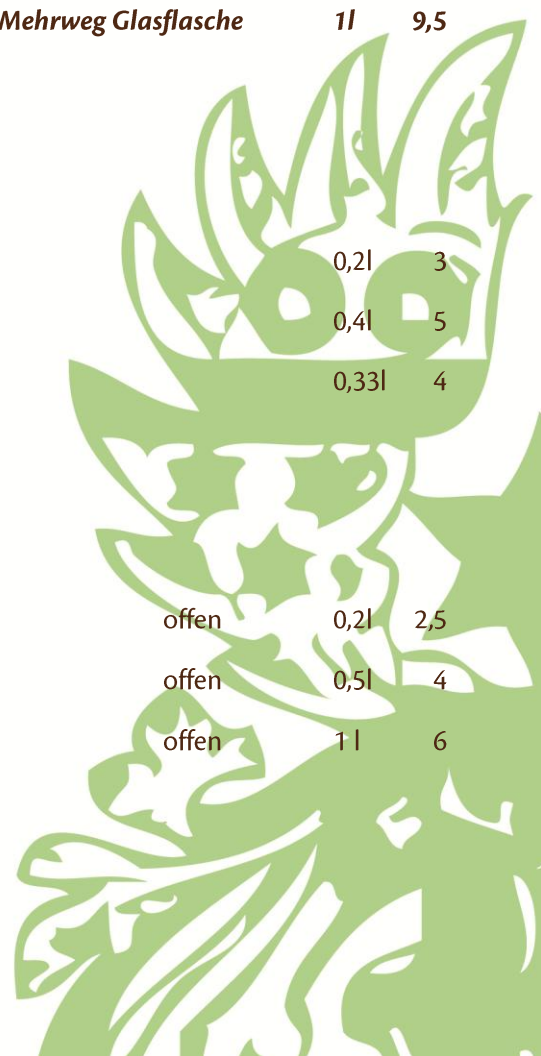 Mehrweg Glasflasche 1l 9,5
0,2l 3
0,4l 5
0,33l 4
offen 0,2l 2,5
offen 0,5l 4
offen 1 l 6